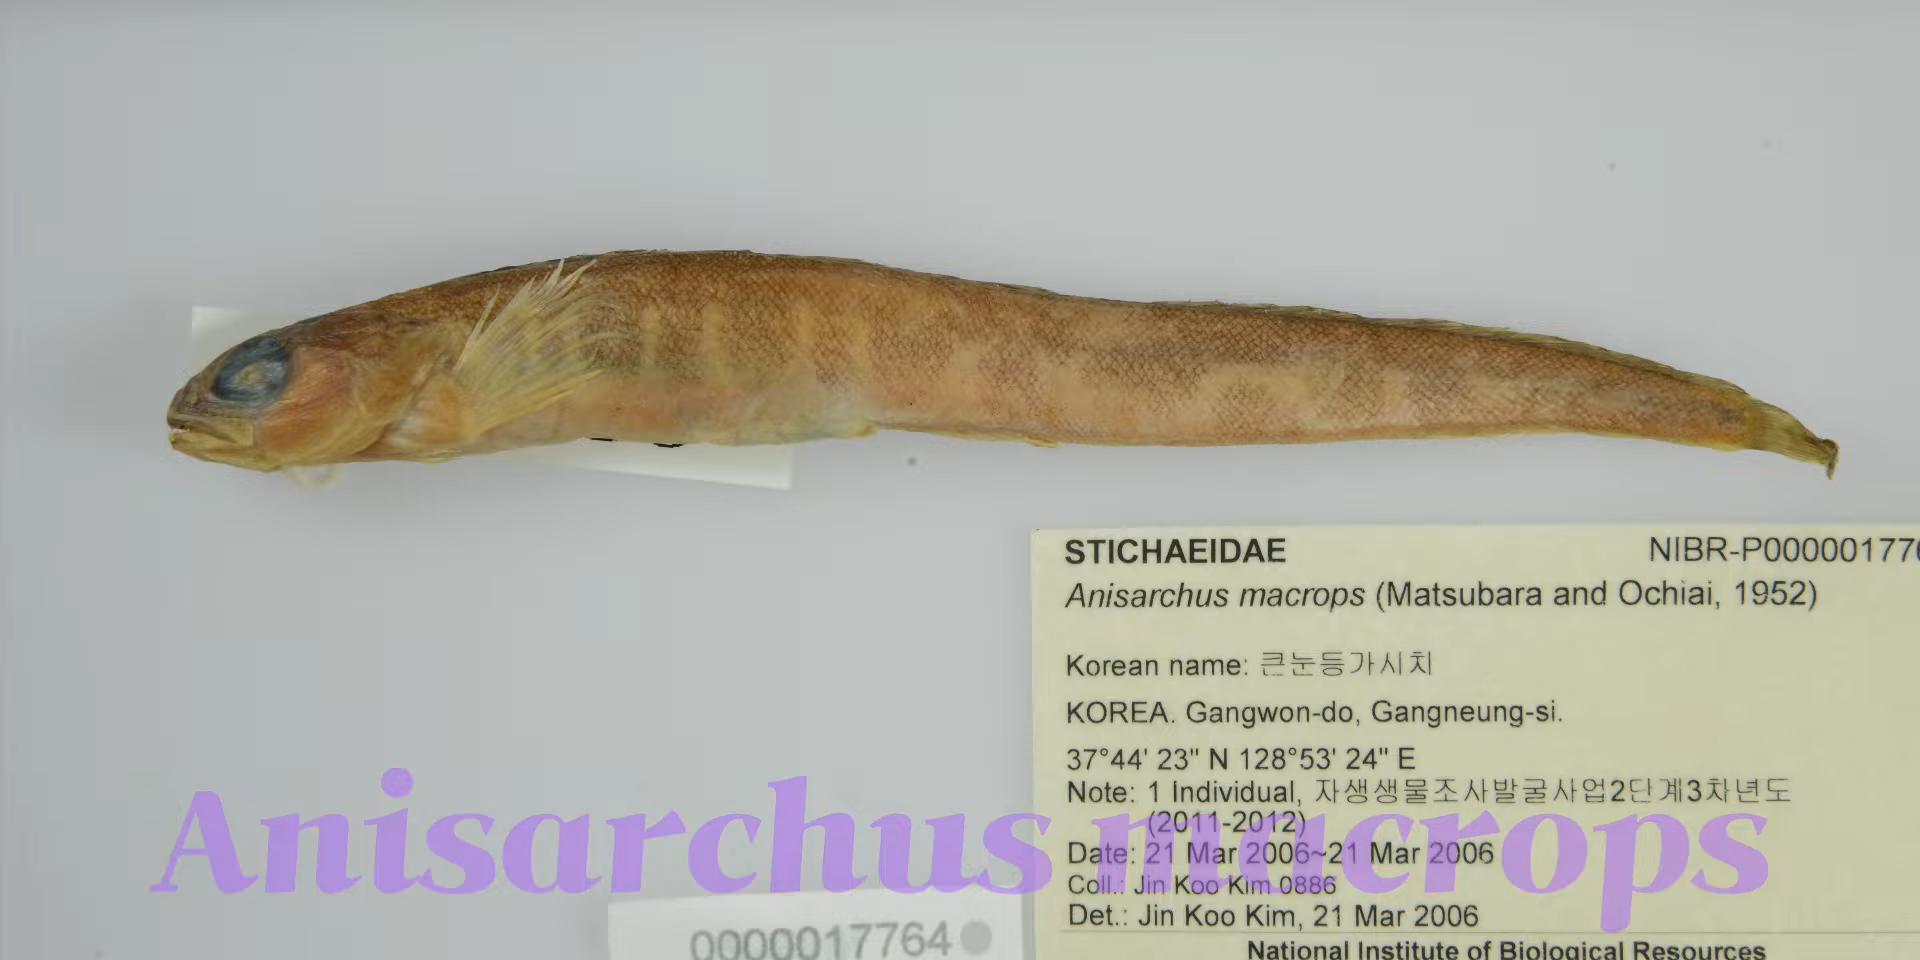 STICHAEIDAE NIBR-P000001776
Anisarchus macrops (Matsubara and Ochiai, 1952)
Korean name: 큰눈등가시치
KOREA. Gangwon-do, Gangneung-si.
37°44' 23" N 128°53' 24" E
Note: 1 Individual, 자생생물조사발굴사업2단계3차년도
(2011-2012)
Anisarchus macrops
Date: 21 Mar 2006~21 Mar 2006
Coll.: Jin Koo Kim 0886
Det.: Jin Koo Kim, 21 Mar 2006
National Institute of Biological Resources
0000017764